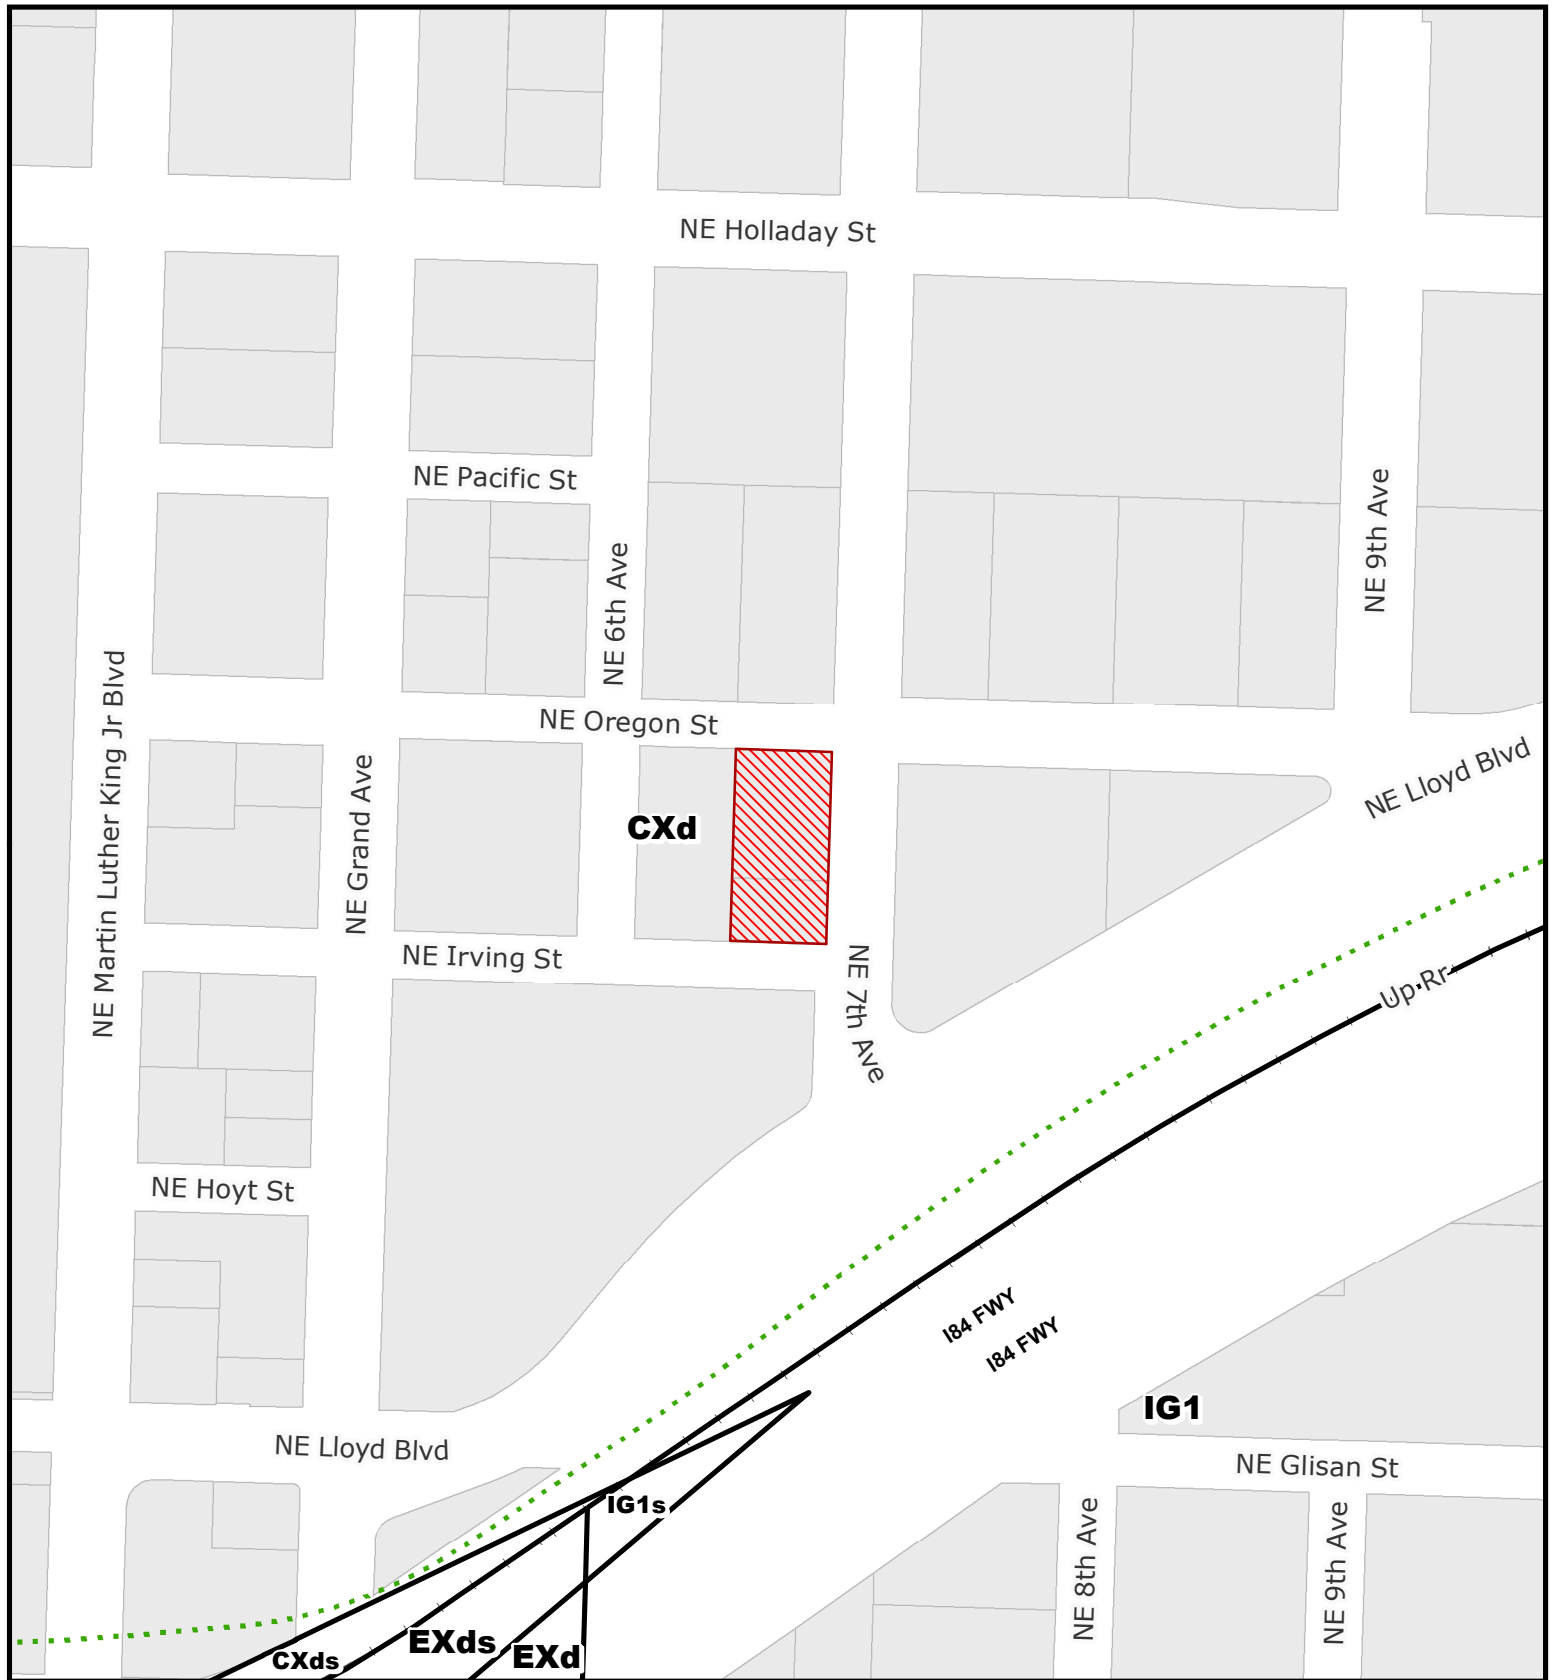 NE Holladay St
NE Pacific St
NE 9th Ave
NE 6th Ave
NE Martin Luther King Jr Blvd
NE Oregon St
NE Lloyd Blvd
NE Grand Ave
CXd
NE Irving St
NE 7th Ave
Up Rr
NE Hoyt St
I84 FWY
I84 FWY
IG1
NE Lloyd Blvd
NE Glisan St
IG1s
NE 8th Ave
NE 9th Ave
EXds
EXd
CXds